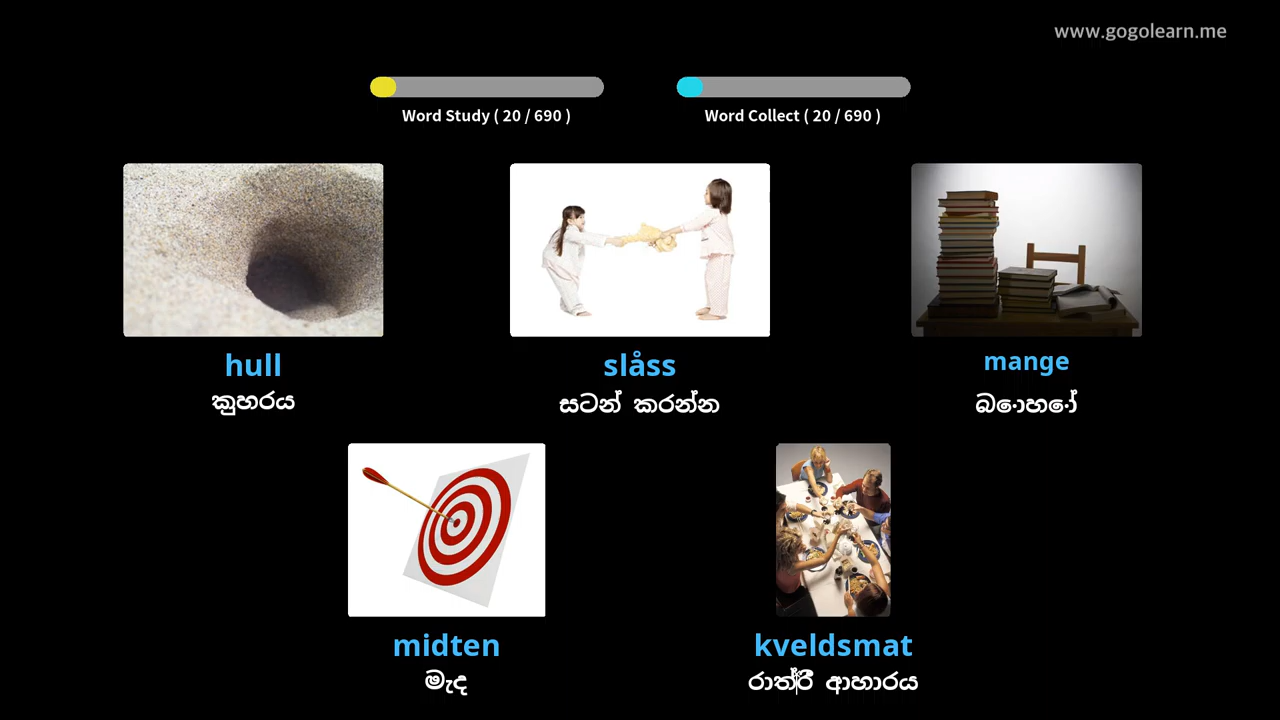 www.gogolearn.me
Word Study ( 20 / 690 )
Word Collect ( 20 / 690 )
hull
කුහරය
slåss
සටන් කරන්න
mange
බොහෝ
midten
මැද
kveldsmat
රාත්රී ආහාරය